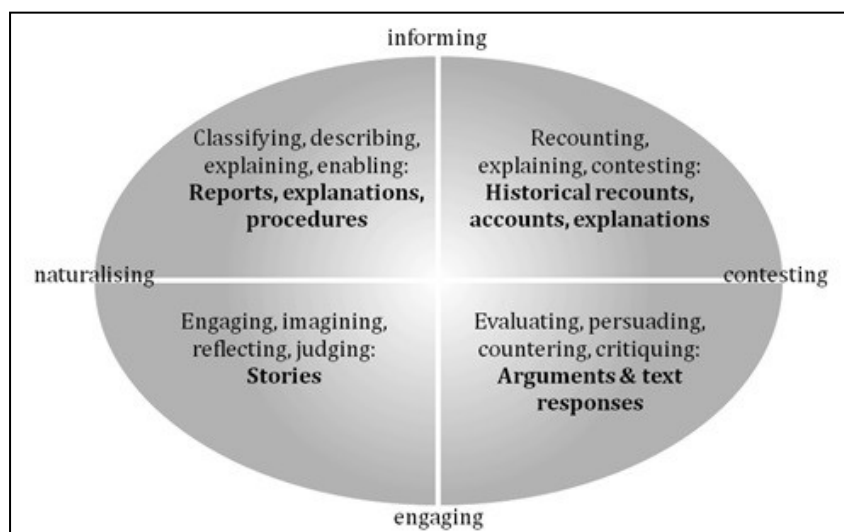 informing
Classifying, describing,
explaining, enabling:
Reports, explanations,
procedures
Recounting,
explaining, contesting:
Historical recounts,
accounts, explanations
naturalising
contesting
Engaging, imagining,
reflecting, judging:
Stories
Evaluating, persuading,
countering, critiquing:
Arguments & text
responses
engaging